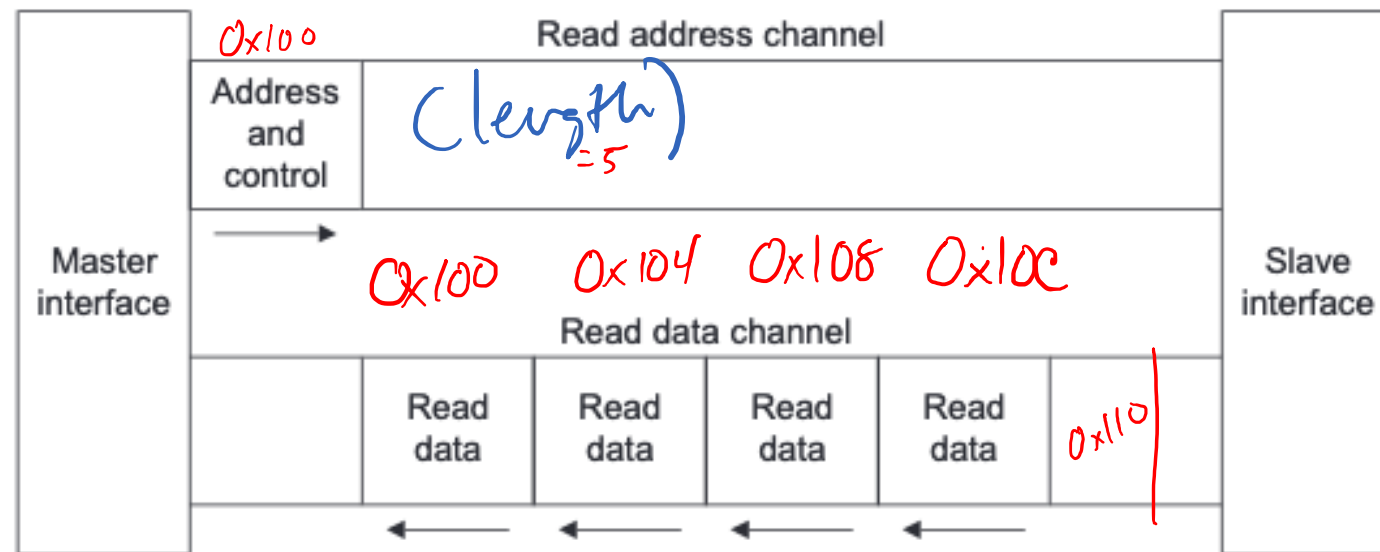 0x100
Read address channel
Address
and
control
(length)
=5
Master
interface
Slave
interface
0x100 0x104 0x108 0x10C
Read data channel
Read
data
Read
data
Read
data
Read
data
0x110